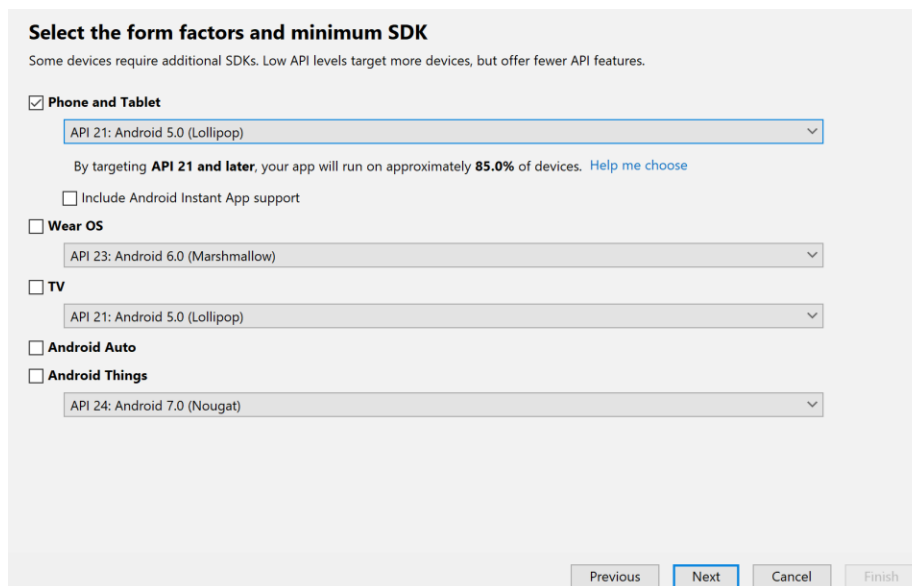 Select the form factors and minimum SDK
Some devices require additional SDKs. Low API levels target more devices, but offer fewer API features.
Phone and Tablet
API 21: Android 5.0 (Lollipop)
By targeting API 21 and later, your app will run on approximately 85.0% of devices. Help me choose
Include Android Instant App support
Wear OS
API 23: Android 6.0 (Marshmallow)
TV
API 21: Android 5.0 (Lollipop)
Android Auto
Android Things
API 24: Android 7.0 (Nougat)
Previous Next Cancel Finish